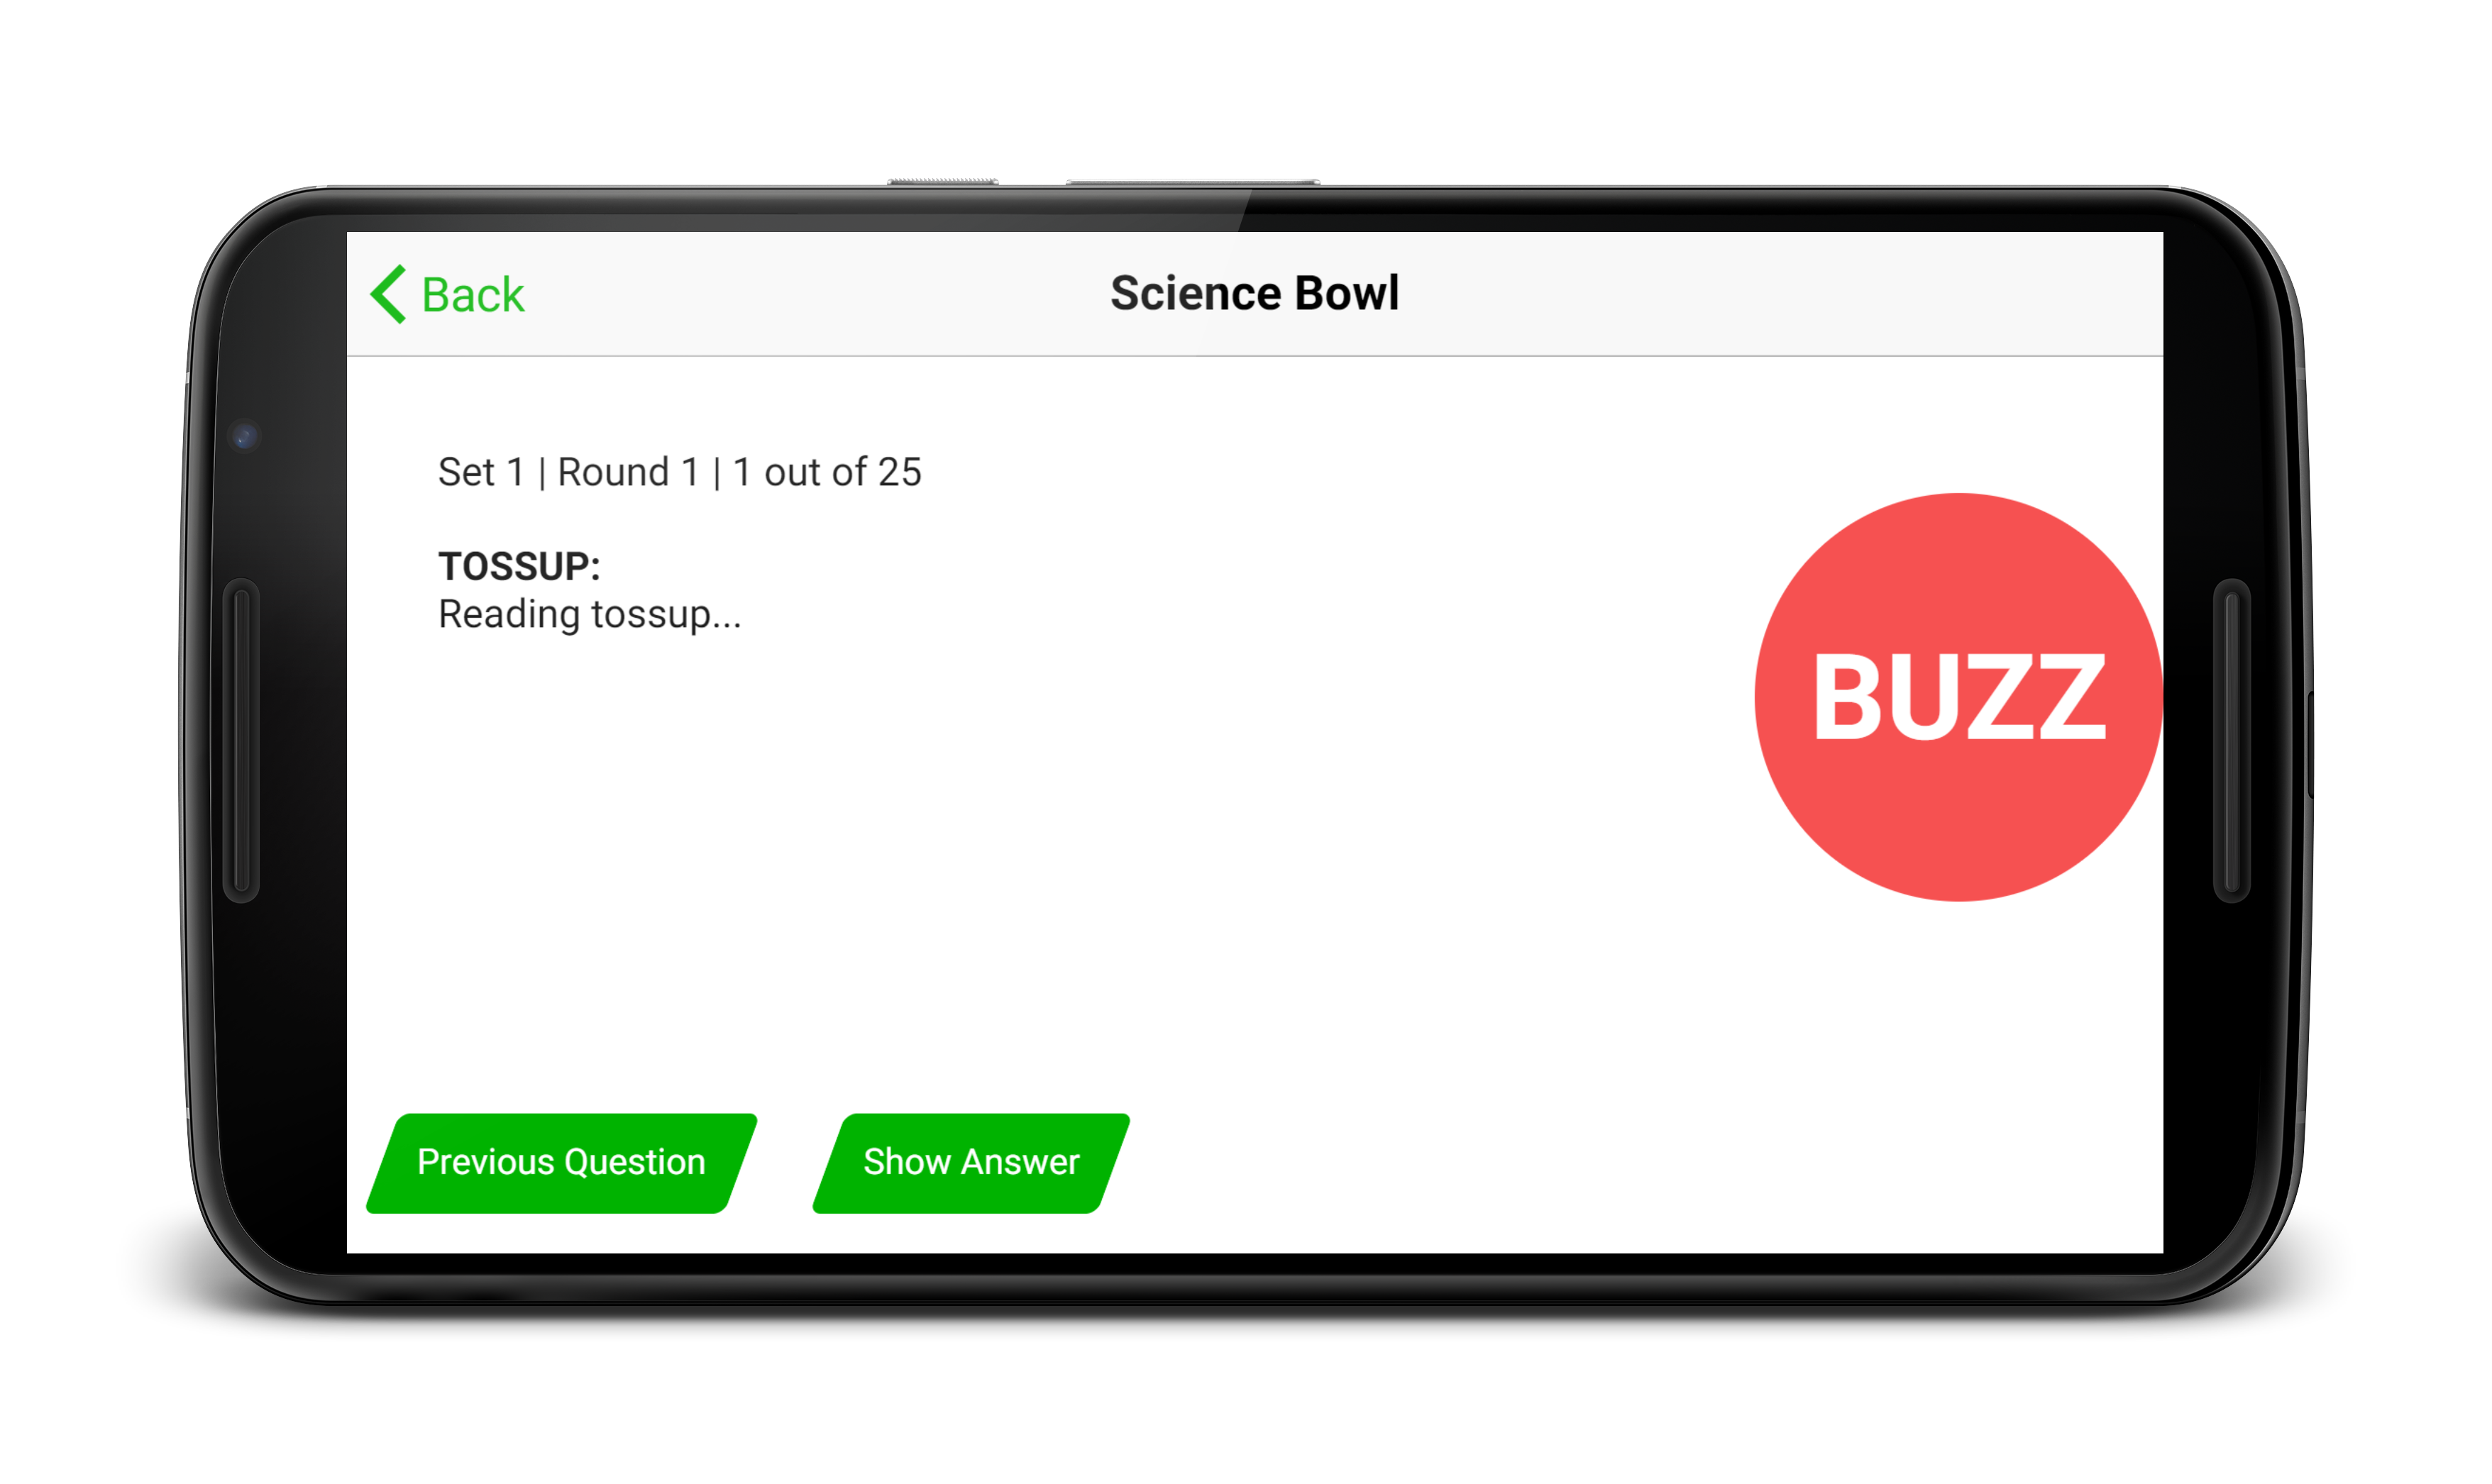 Back
Science Bowl
Set 1 | Round 1 | 1 out of 25
TOSSUP:
Reading tossup...
BUZZ
Previous Question
Show Answer